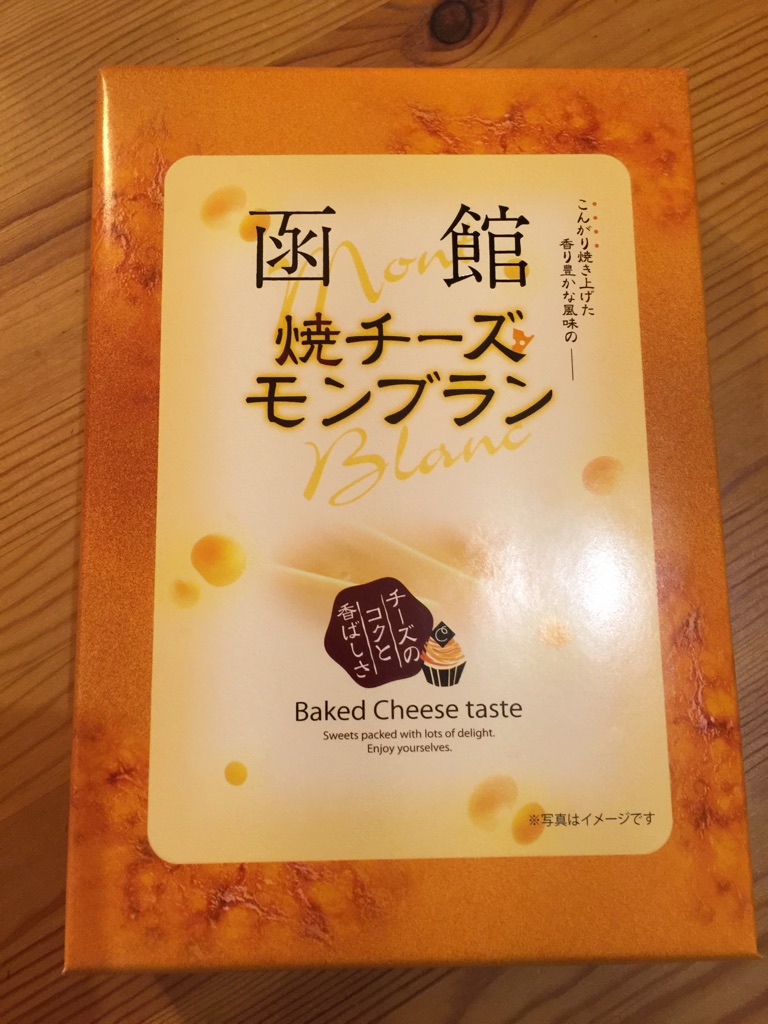 函館
Mon
焼チーズ
モンブラン
Blanc
こんがり焼き上げた
香り豊かな風味の
チーズの
コクと
香ばしさ
Baked Cheese taste
Sweets packed with lots of delight.
Enjoy yourselves.
※写真はイメージです